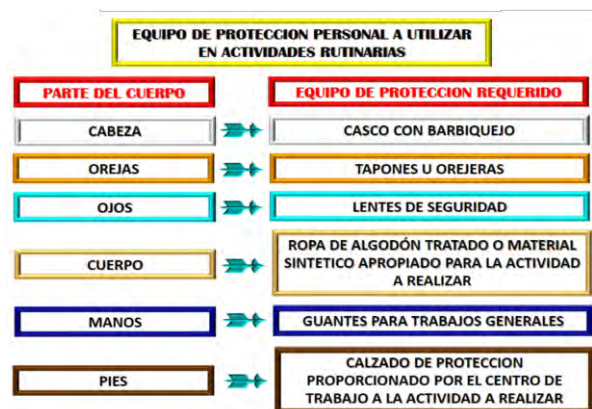 EQUIPO DE PROTECCION PERSONAL A UTILIZAR
EN ACTIVIDADES RUTINARIAS
PARTE DEL CUERPO
EQUIPO DE PROTECCION REQUERIDO
CABEZA
CASCO CON BARBIQUEJO
OREJAS
TAPONES U OREJERAS
OJOS
LENTES DE SEGURIDAD
CUERPO
ROPA DE ALGODÓN TRATADO O MATERIAL
SINTETICO APROPIADO PARA LA ACTIVIDAD
A REALIZAR
MANOS
GUANTES PARA TRABAJOS GENERALES
PIES
CALZADO DE PROTECCION
PROPORCIONADO POR EL CENTRO DE
TRABAJO A LA ACTIVIDAD A REALIZAR